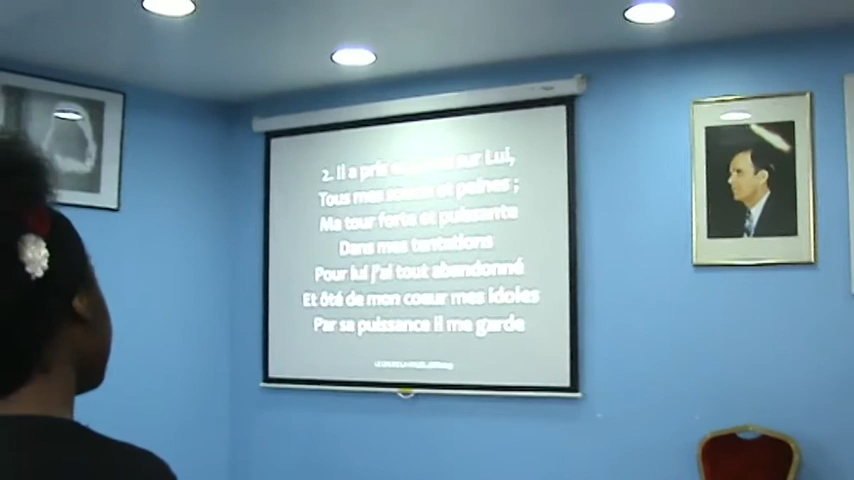 2. Il a pris sur Lui,
Tous mes et peines ;
Ma tour forte et puissante
Dans mes tentations
Pour lui j'ai tout abandonné
Et ôté de mon coeur mes idoles
Par sa puissance il me garde